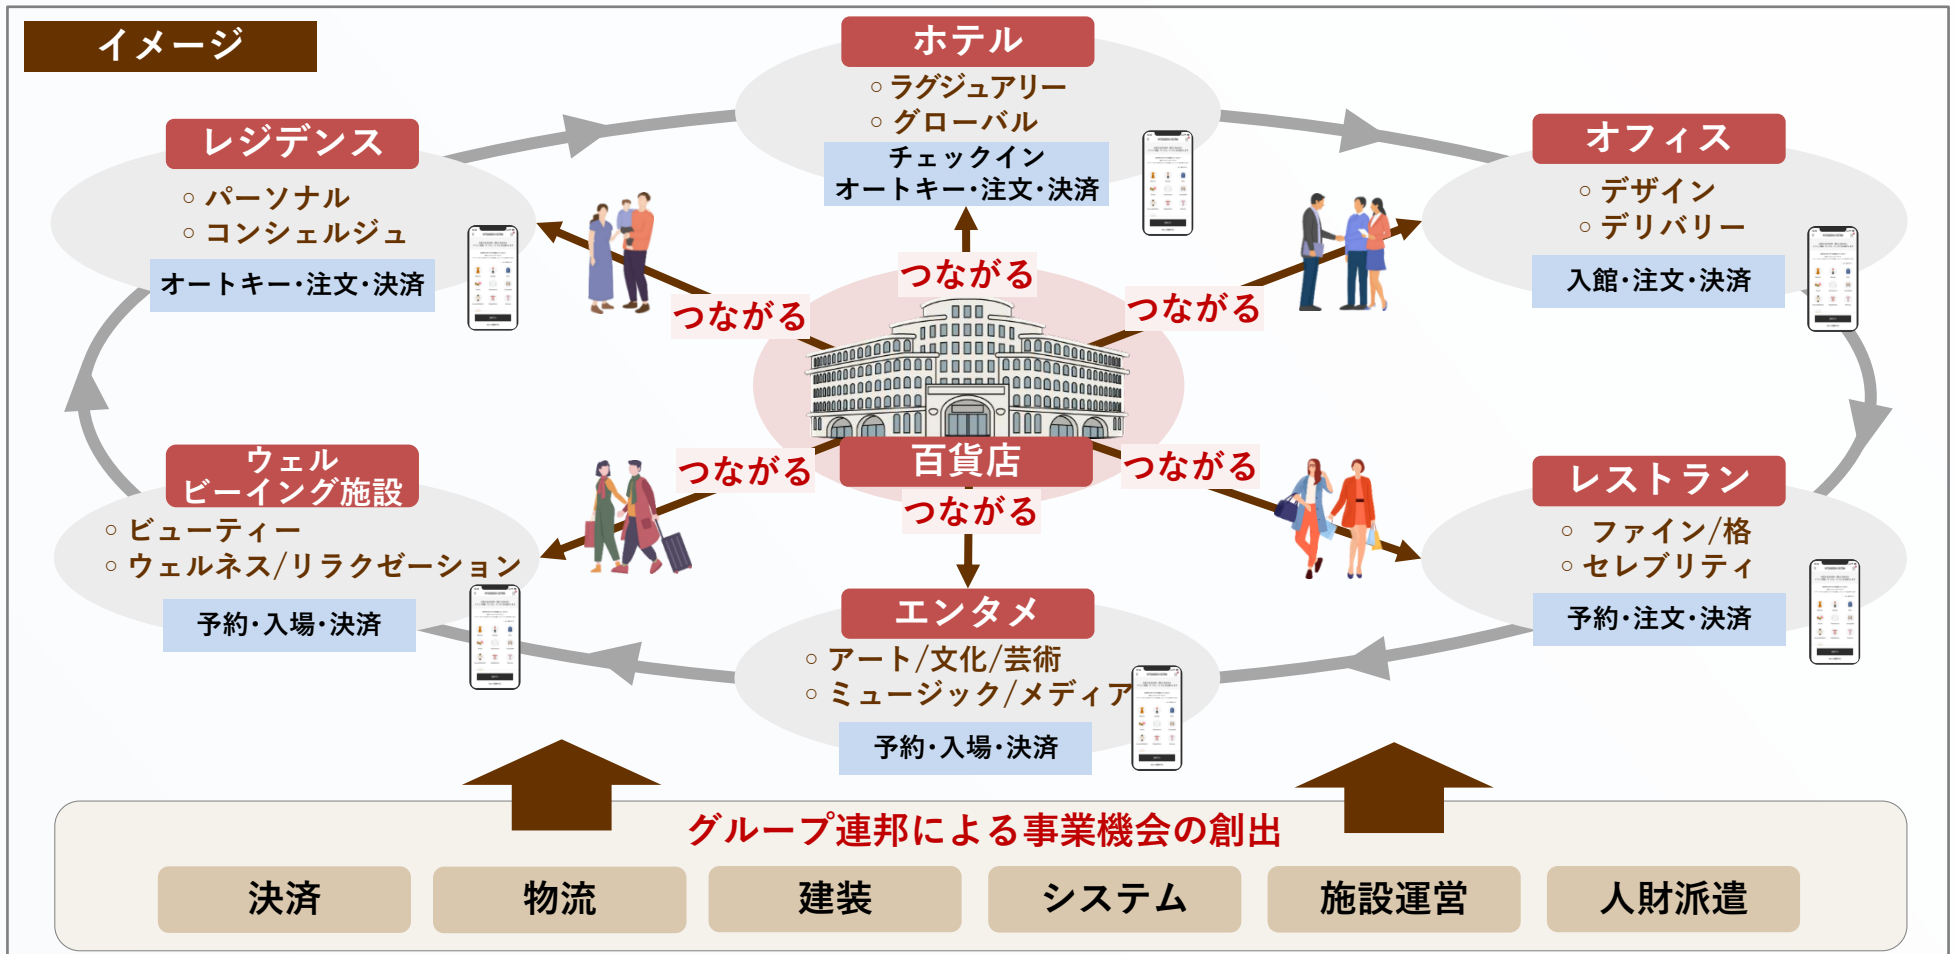 イメージ
ホテル
◦ ラグジュアリー
◦ グローバル
チェックイン
オートキー・注文・決済
レジデンス
◦ パーソナル
◦ コンシェルジュ
オートキー・注文・決済
オフィス
◦ デザイン
◦ デリバリー
入館・注文・決済
つながる
つながる
つながる
百貨店
つながる
つながる
つながる
ウェル
ビーイング施設
◦ ビューティー
◦ ウェルネス/リラクゼーション
予約・入場・決済
レストラン
◦ ファイン/格
◦ セレブリティ
予約・注文・決済
エンタメ
◦ アート/文化/芸術
◦ ミュージック/メディア
予約・入場・決済
グループ連邦による事業機会の創出
決済
物流
建装
システム
施設運営
人財派遣